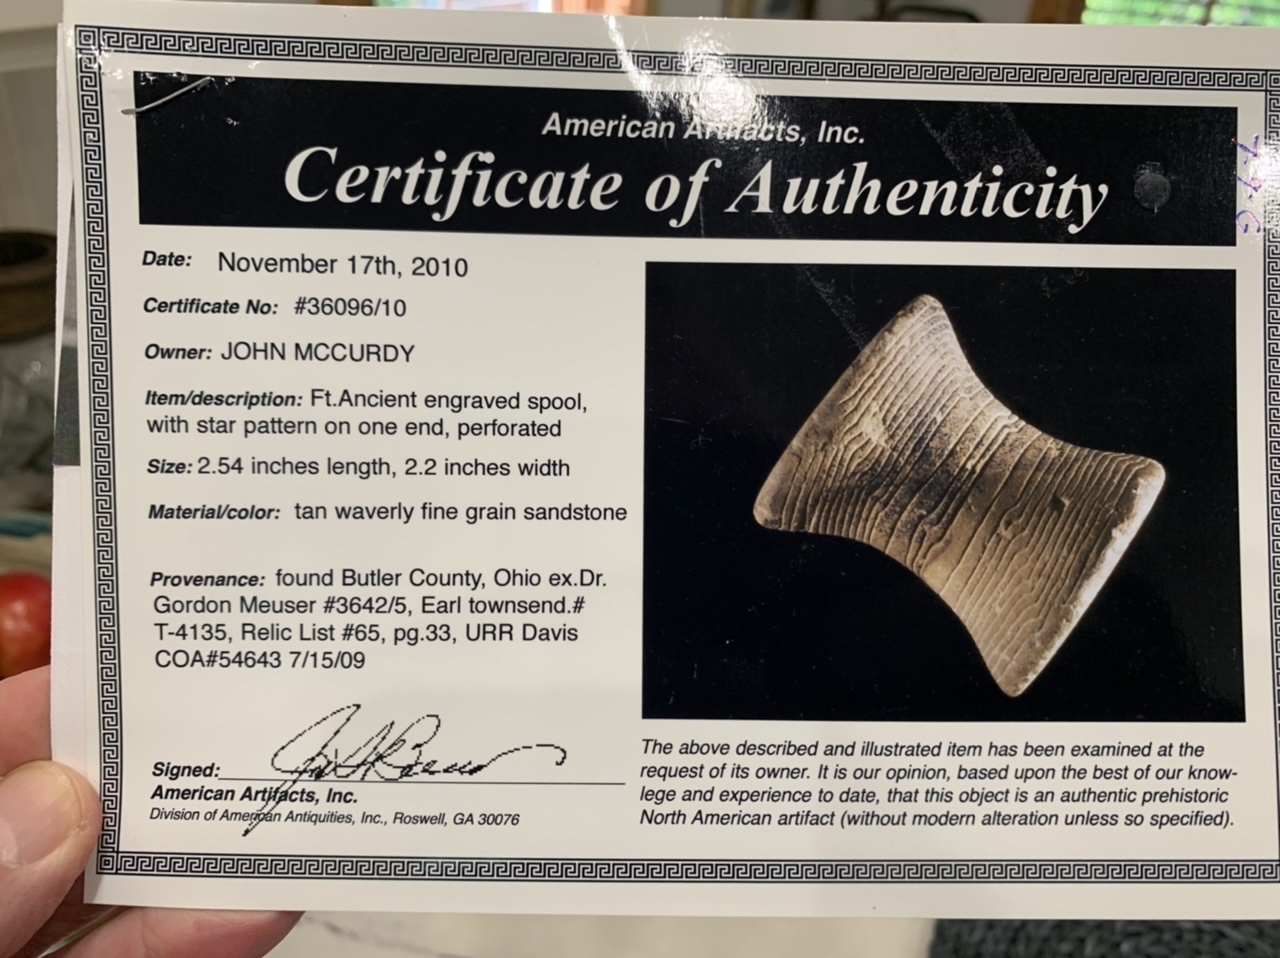 American Artifacts, Inc.
Certificate of Authenticity
Date: November 17th, 2010
Certificate No: #36096/10
Owner: JOHN MCCURDY
Item/description: Ft.Ancient engraved spool,
with star pattern on one end, perforated
Size: 2.54 inches length, 2.2 inches width
Material/color: tan waverly fine grain sandstone
Provenance: found Butler County, Ohio ex.Dr.
Gordon Meuser #3642/5, Earl townsend.#
T-4135, Relic List #65, pg.33, URR Davis
COA#54643 7/15/09
Signed:
American Artifacts, Inc.
Division of American Antiquities, Inc., Roswell, GA 30076
The above described and illustrated item has been examined at the
request of its owner. It is our opinion, based upon the best of our know-
lege and experience to date, that this object is an authentic prehistoric
North American artifact (without modern alteration unless so specified).